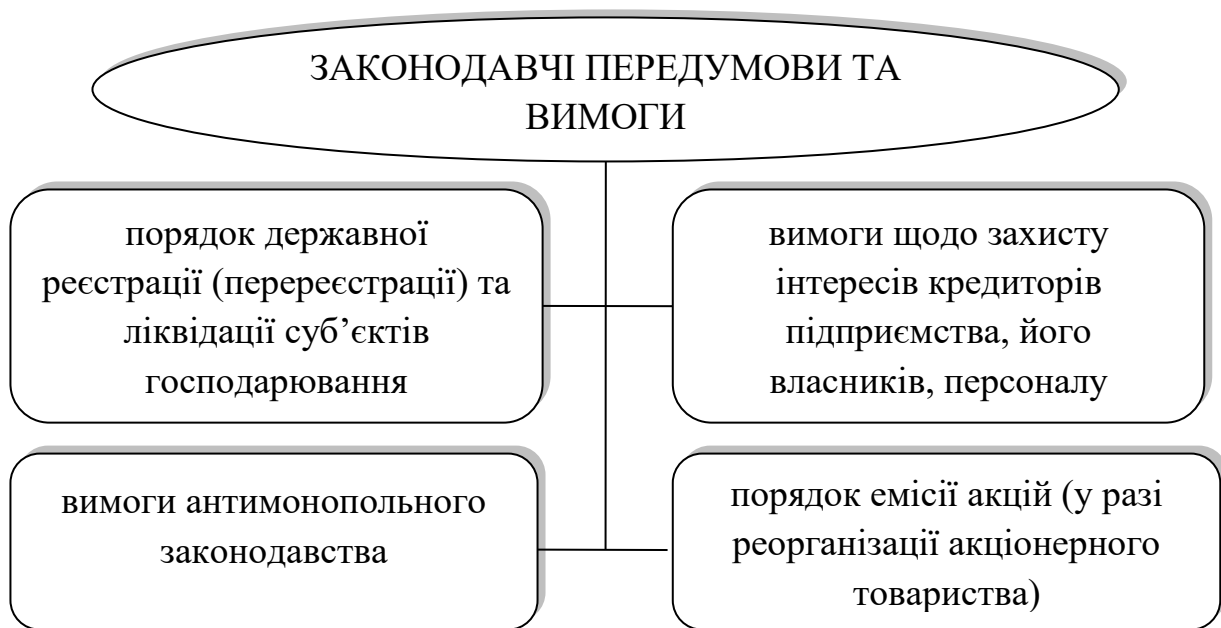 ЗАКОНОДАВЧІ ПЕРЕДУМОВИ ТА
ВИМОГИ
порядок державної
реєстрації (перереєстрації) та
ліквідації суб’єктів
господарювання
вимоги щодо захисту
інтересів кредиторів
підприємства, його
власників, персоналу
вимоги антимонопольного
законодавства
порядок емісії акцій (у разі
реорганізації акціонерного
товариства)